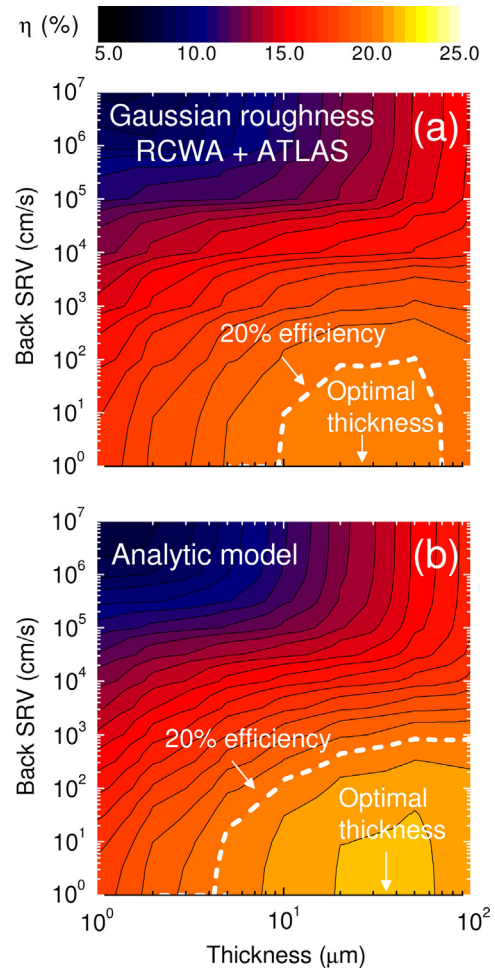 η (%)
5.0 10.0 15.0 20.0 25.0
Gaussian roughness
RCWA + ATLAS
(a)
Back SRV (cm/s)
10⁷
10⁶
10⁵
10⁴
10³
10²
10¹
10⁰
20% efficiency
Optimal
thickness
Analytic model
(b)
Back SRV (cm/s)
10⁷
10⁶
10⁵
10⁴
10³
10²
10¹
10⁰
20% efficiency
Optimal
thickness
10⁰ 10¹ 10²
Thickness (μm)